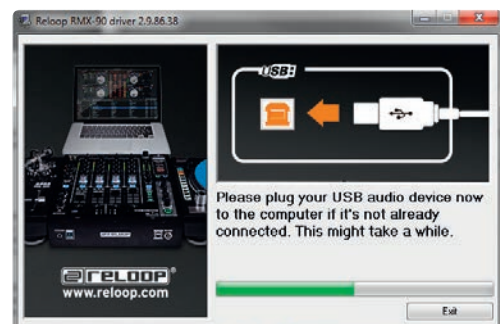 Reloop RMX-90 driver 2.9.86.38
USB:
Please plug your USB audio device now
to the computer if it's not already
connected. This might take a while.
reloop®
www.reloop.com
Exit